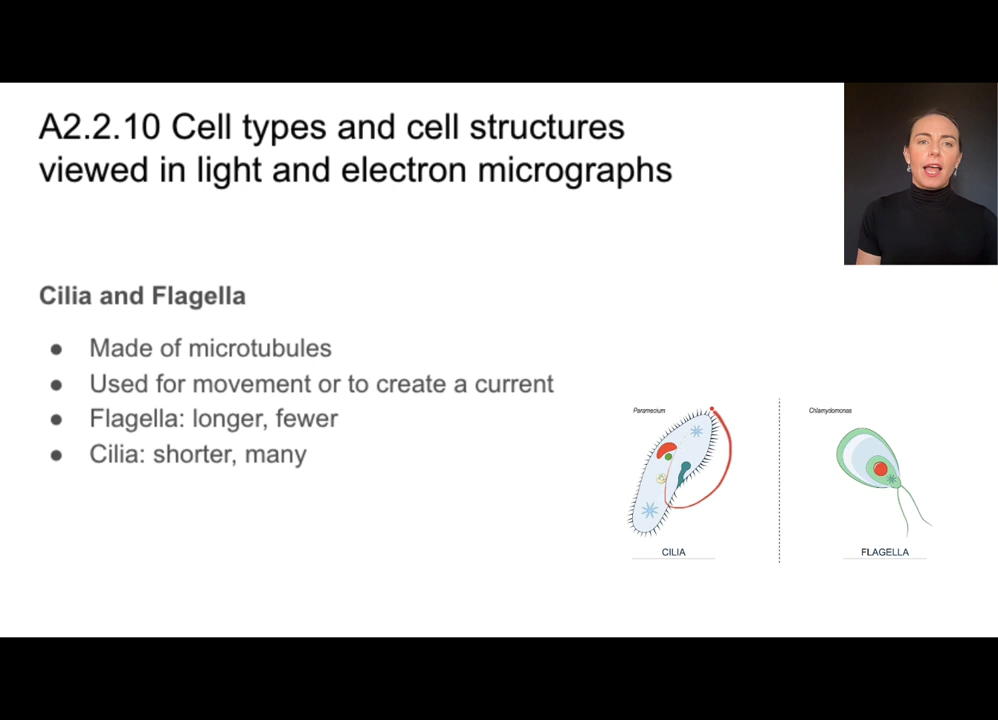 A2.2.10 Cell types and cell structures
viewed in light and electron micrographs
Cilia and Flagella
● Made of microtubules
● Used for movement or to create a current
● Flagella: longer, fewer
● Cilia: shorter, many
Paramecium
CILIA
Chlamydomonas
FLAGELLA